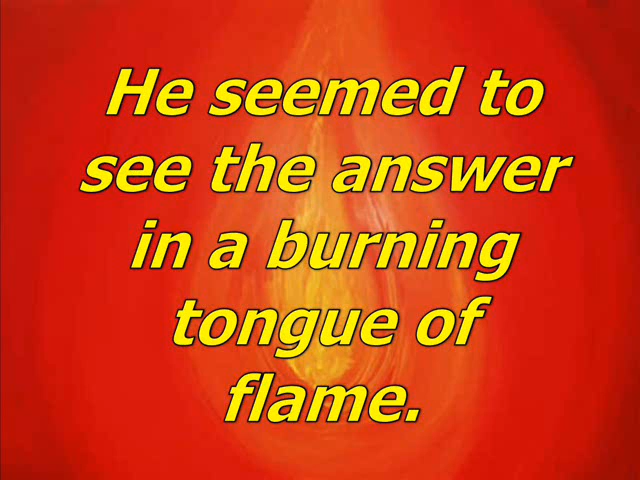 He seemed to
see the answer
in a burning
tongue of
flame.